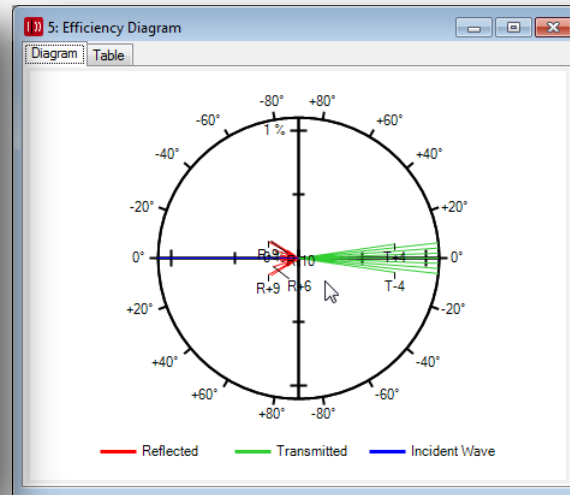 5: Efficiency Diagram
Diagram Table
-80° +80°
-60° 1 % +60°
-40° +40°
-20° +20°
0° R-9 R-10 T+4 0°
R+9 R+6 T-4
+20° -20°
+40° -40°
+60° -60°
+80° -80°
Reflected Transmitted Incident Wave